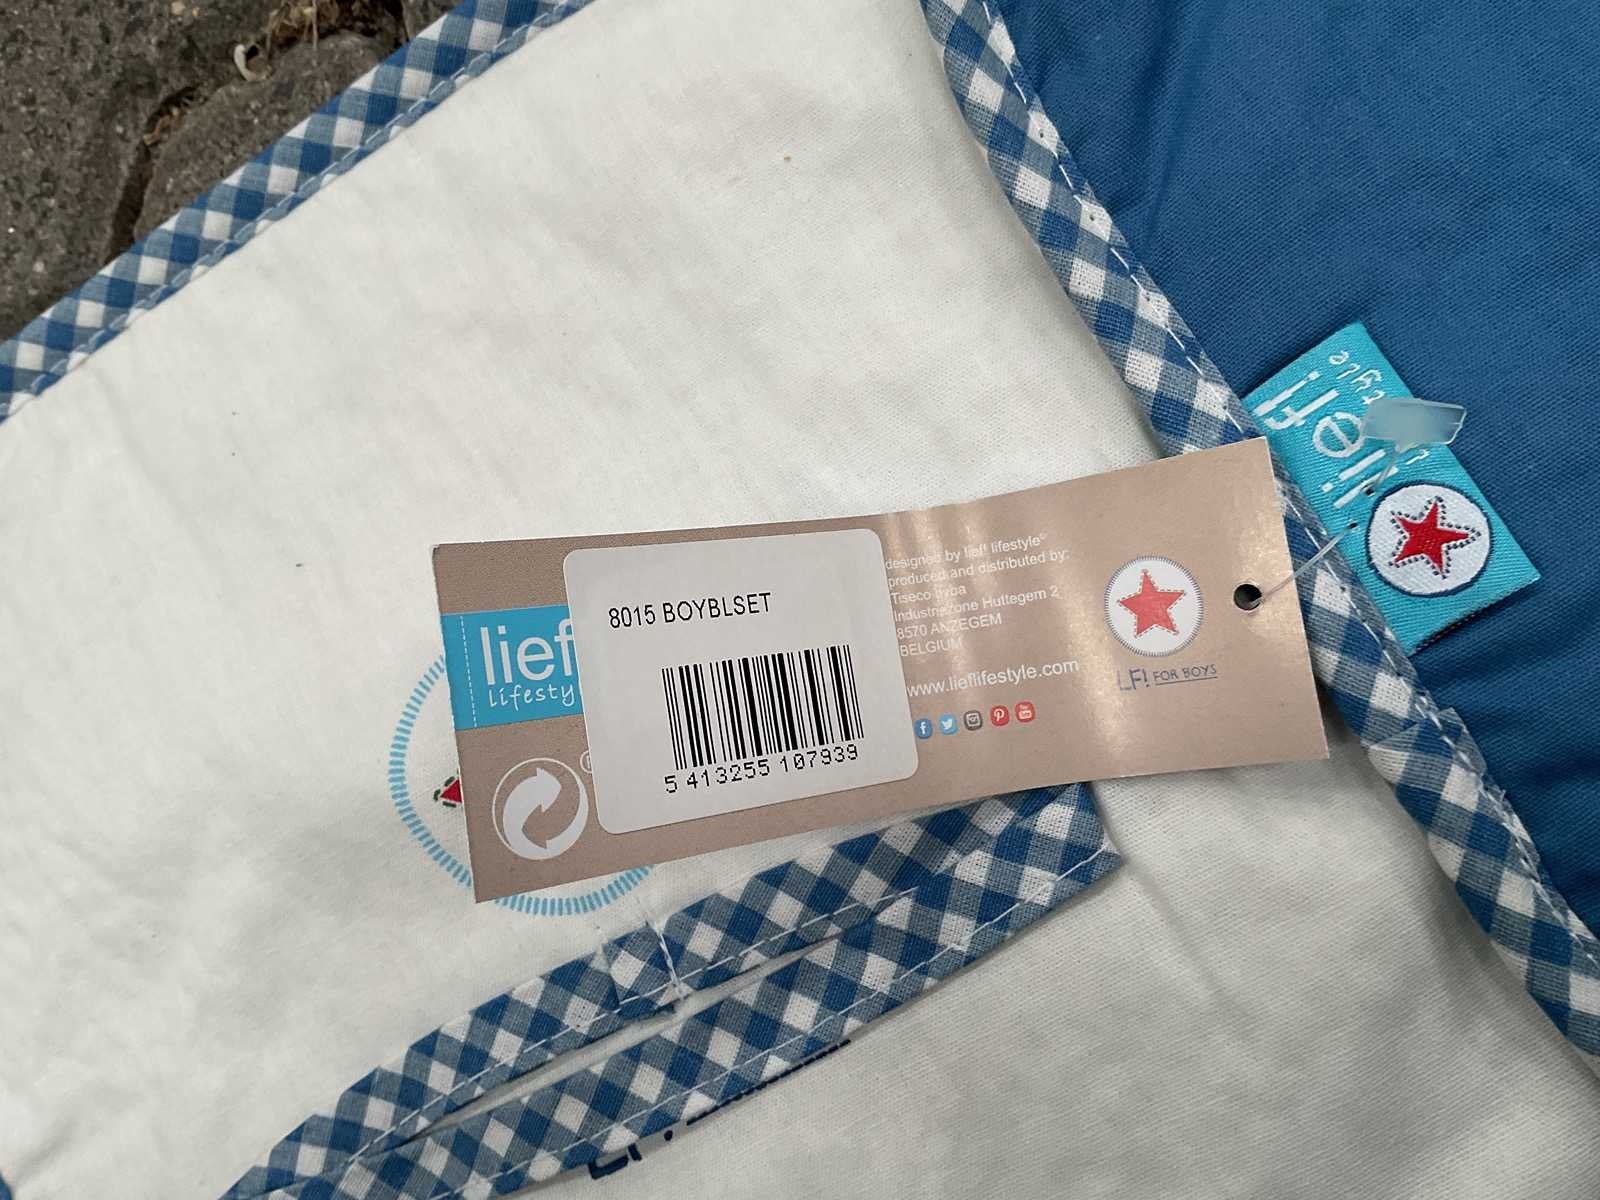 lief!
lifestyle
lief
lifesty
8015 BOYBLSET
5 413255 107939
designed by lief! lifestyle®
produced and distributed by:
Tiseco bvba
Industriezone Huttegem 2
8570 ANZEGEM
BELGIUM
www.lieflifestyle.com
LF! FOR BOYS
LF!